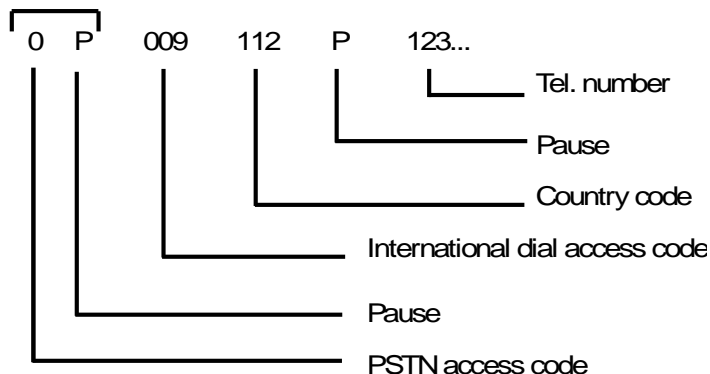 0 P 009 112 P 123...
Tel. number
Pause
Country code
International dial access code
Pause
PSTN access code